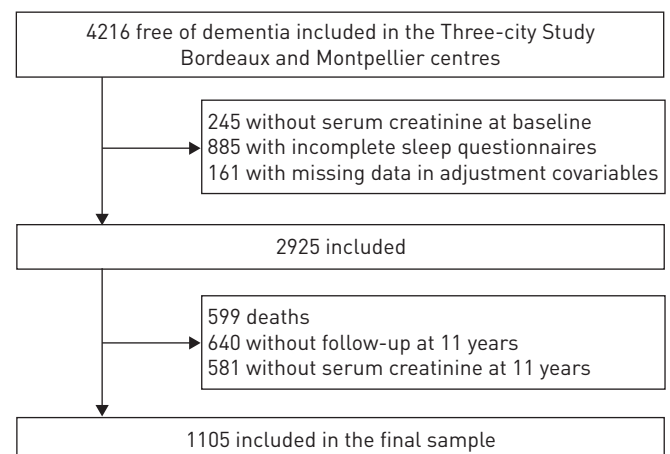 4216 free of dementia included in the Three-city Study
Bordeaux and Montpellier centres
245 without serum creatinine at baseline
885 with incomplete sleep questionnaires
161 with missing data in adjustment covariables
2925 included
599 deaths
640 without follow-up at 11 years
581 without serum creatinine at 11 years
1105 included in the final sample